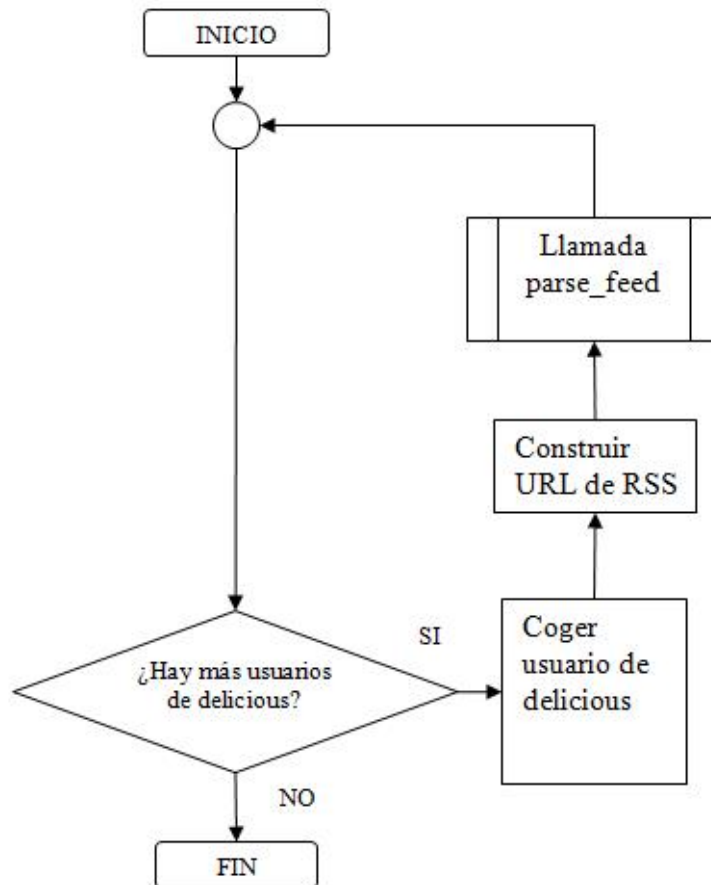 INICIO
Llamada
parse_feed
Construir
URL de RSS
Coger
usuario de
delicious
SI
¿Hay más usuarios
de delicious?
NO
FIN